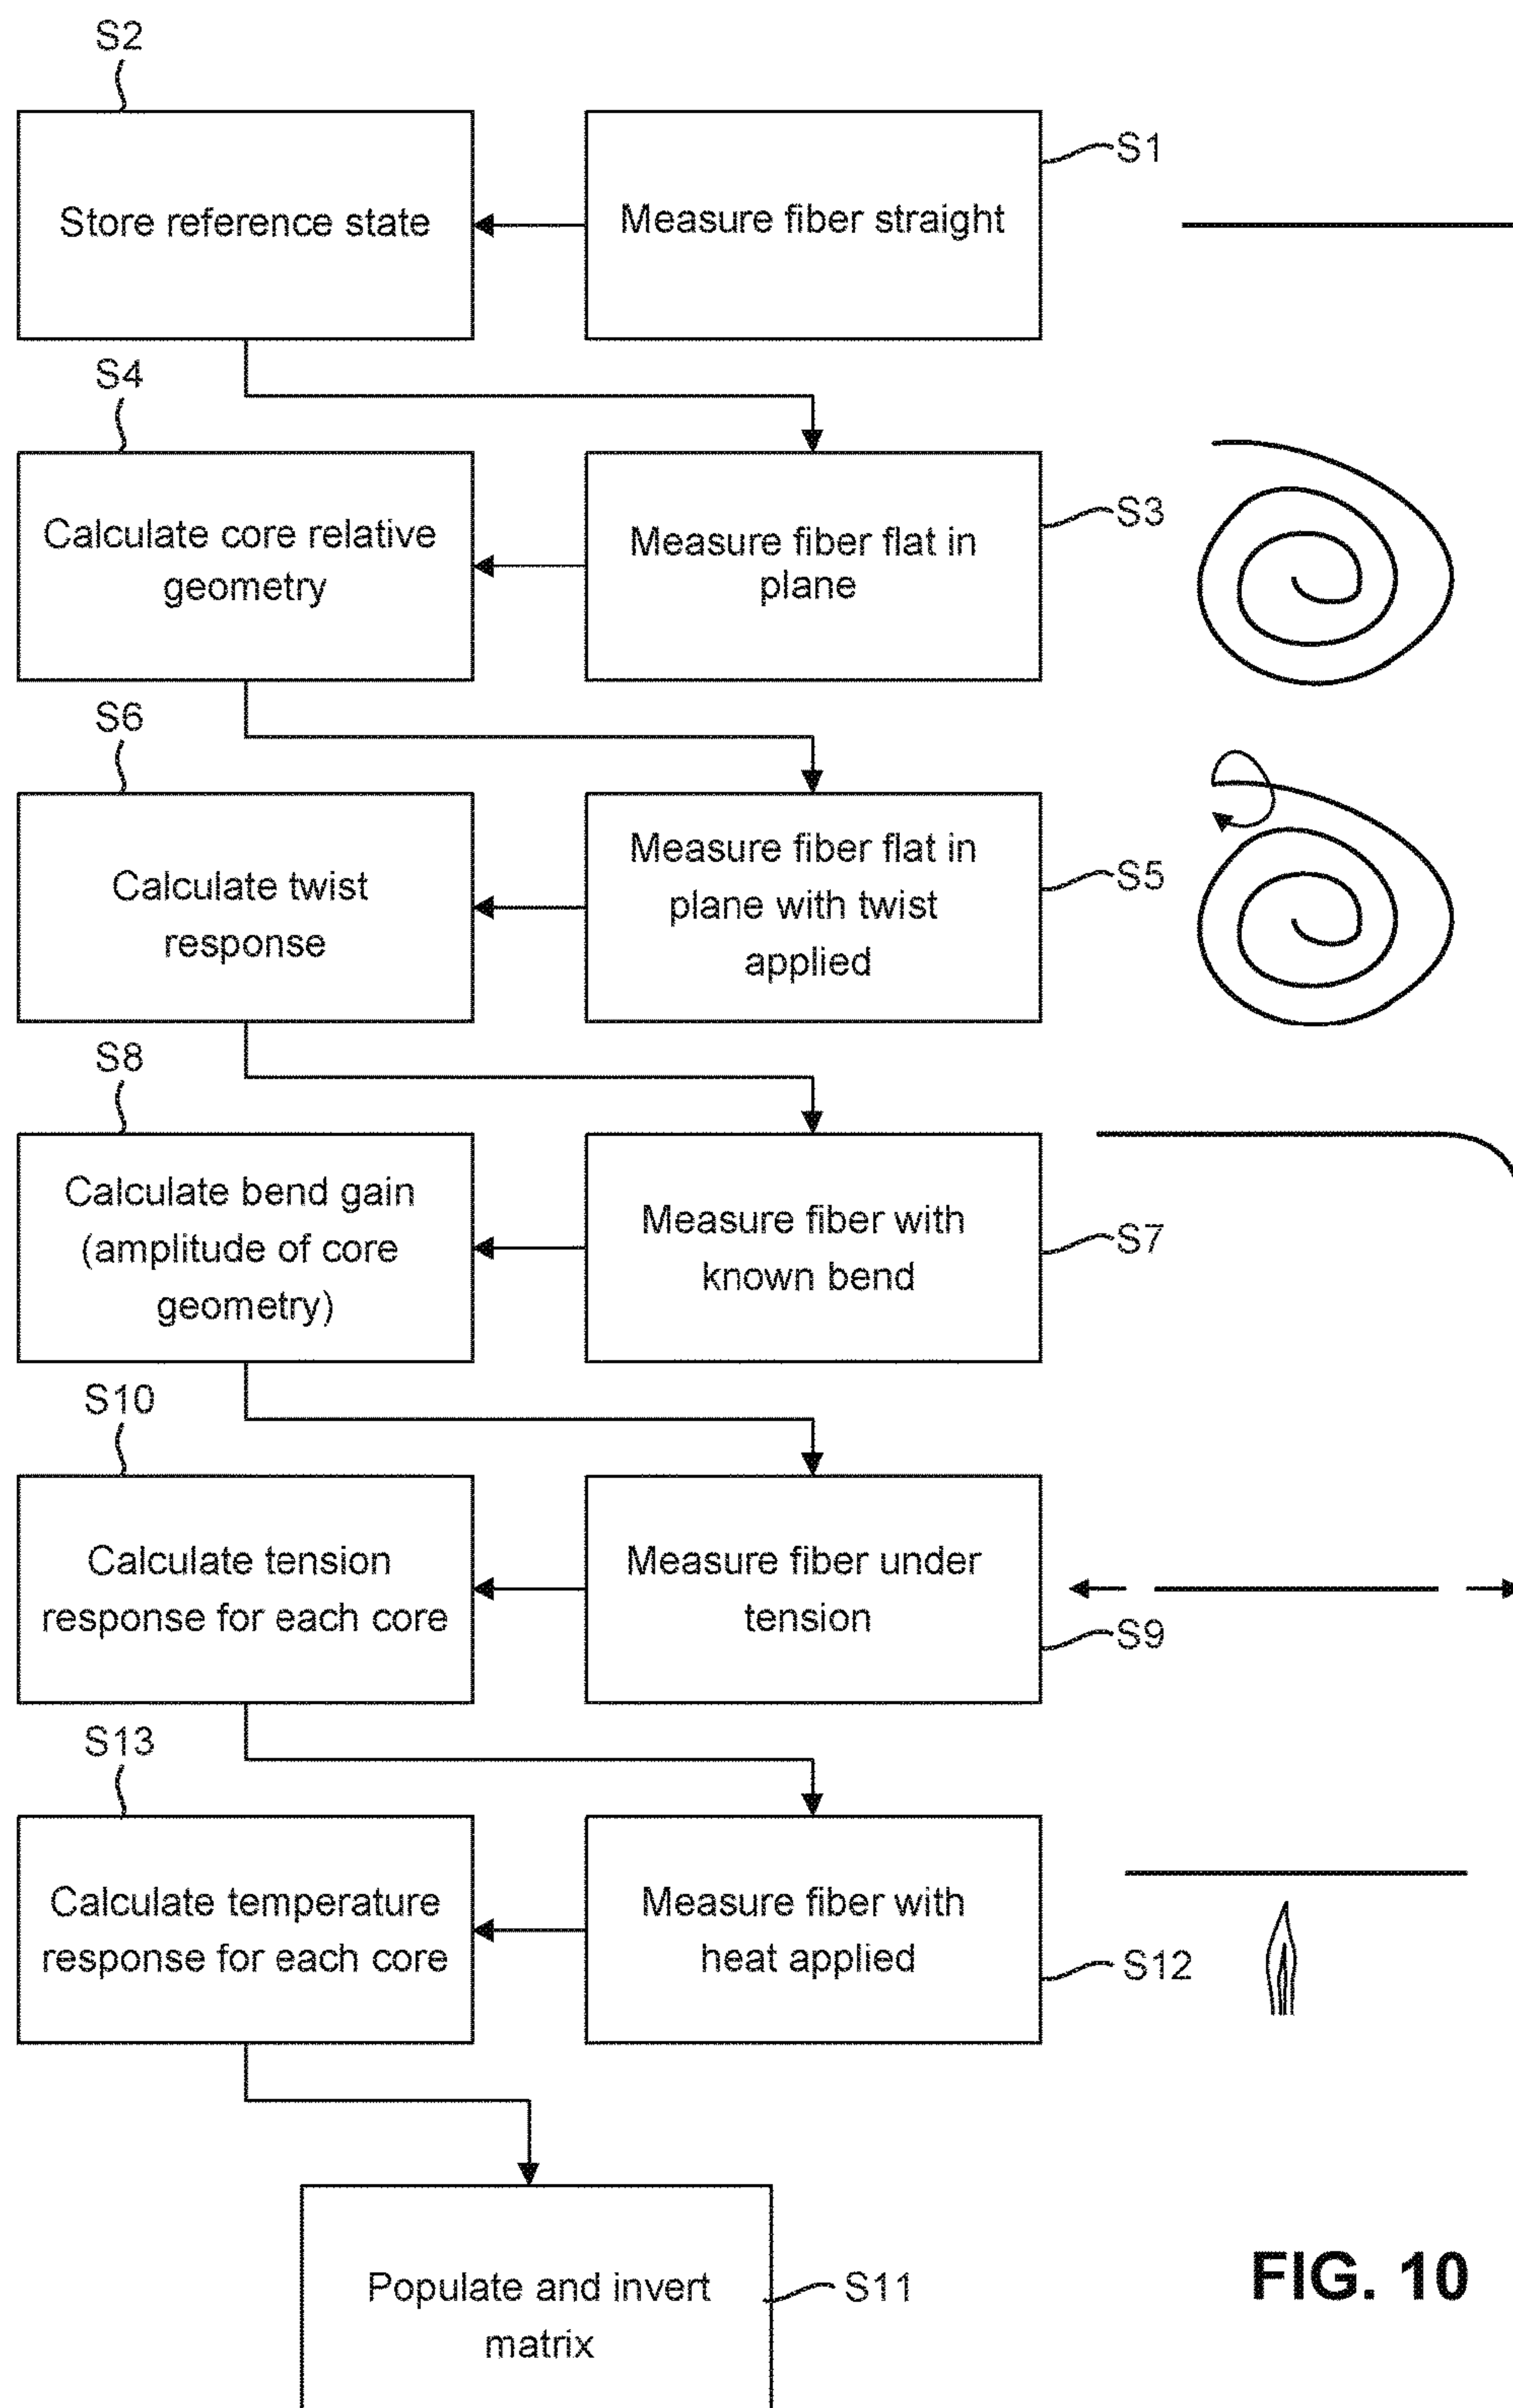 S2
S1
Store reference state
Measure fiber straight
S4
S3
Calculate core relative
geometry
Measure fiber flat in
plane
S6
S5
Calculate twist
response
Measure fiber flat in
plane with twist
applied
S8
S7
Calculate bend gain
(amplitude of core
geometry)
Measure fiber with
known bend
S10
S9
Calculate tension
response for each core
Measure fiber under
tension
S13
S12
Calculate temperature
response for each core
Measure fiber with
heat applied
Populate and invert
matrix
S11
FIG. 10